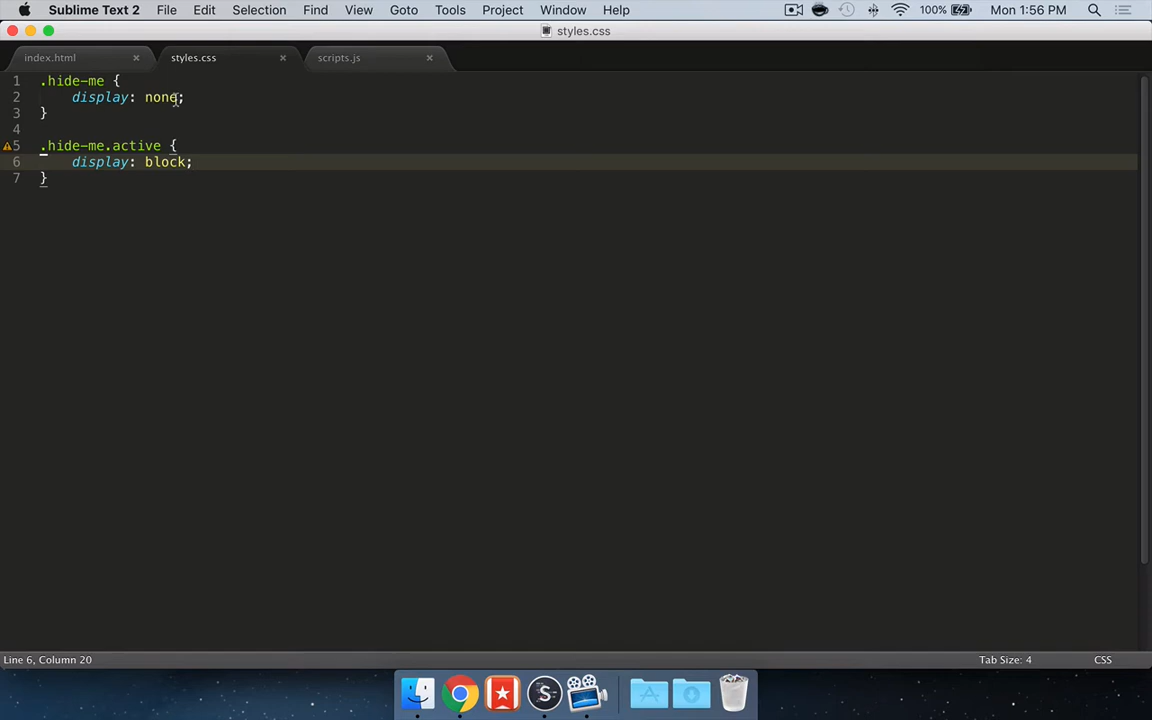 Sublime Text 2 File Edit Selection Find View Goto Tools Project Window Help 100% Mon 1:56 PM
styles.css
index.html styles.css scripts.js
1 .hide-me {
2 display: none;
3 }
4
5 .hide-me.active {
6 display: block;
7 }
Line 6, Column 20 Tab Size: 4 CSS